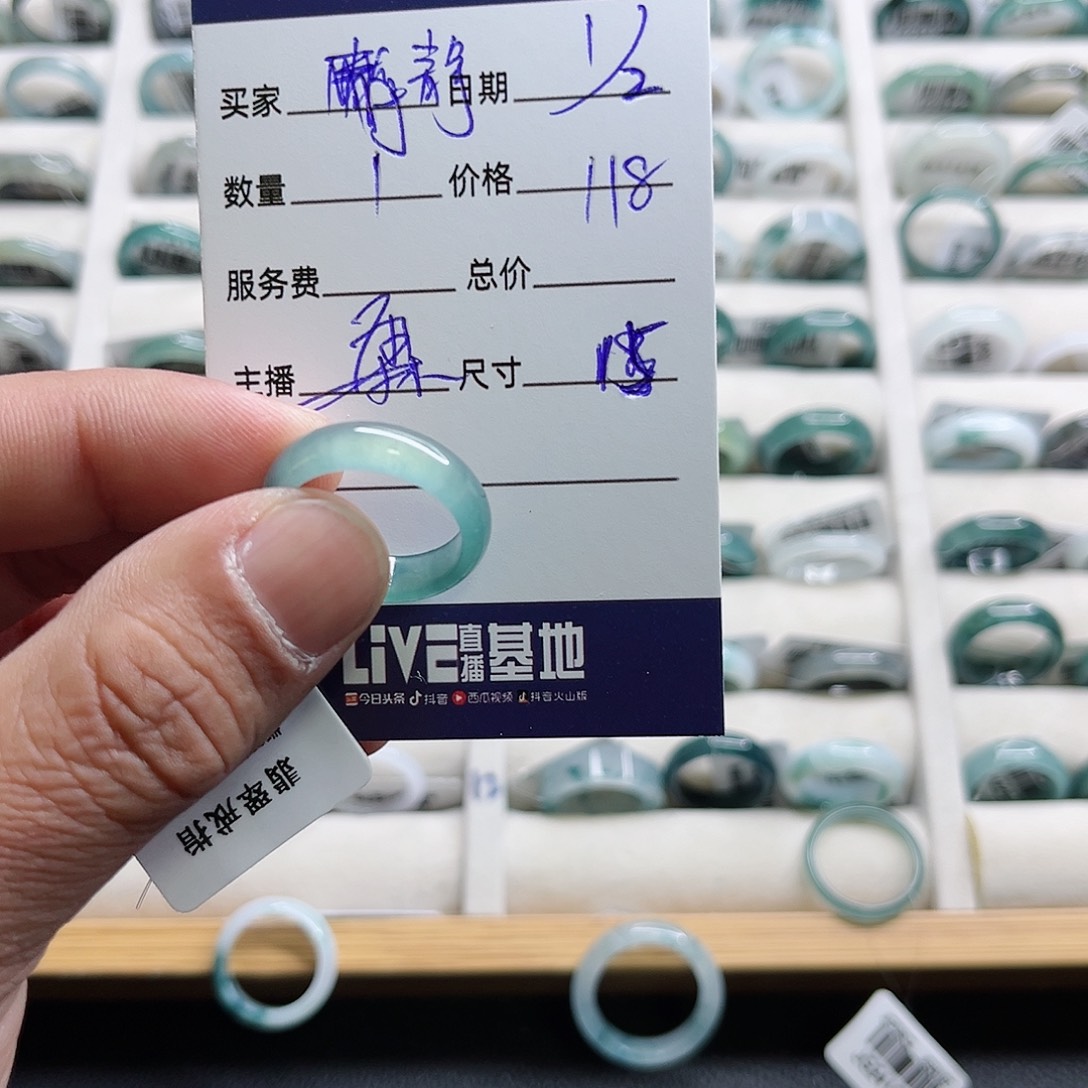 买家 静 日期 1/2
数量 1 价格 118
服务费 总价
主播 尺寸
LiVE直播基地
今日头条 抖音 西瓜视频 抖音火山版
翡翠戒指